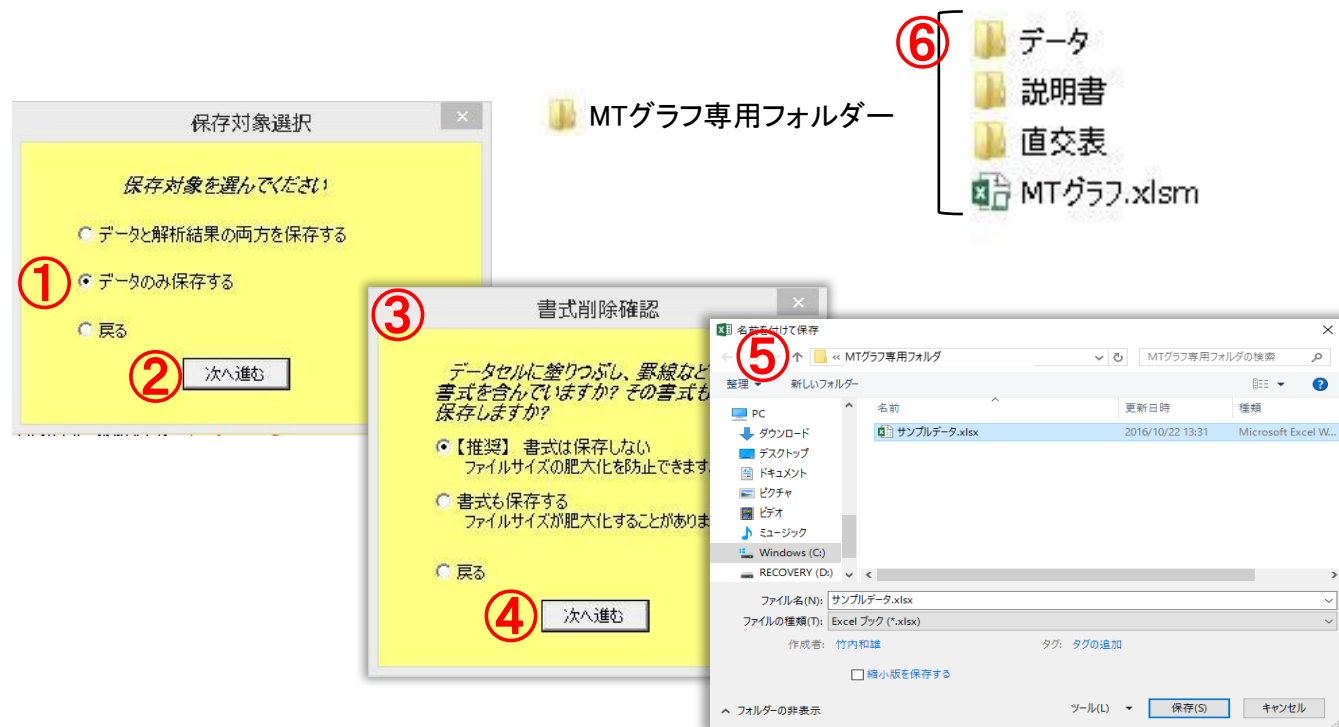 ⑥
データ
説明書
直交表
MTグラフ.xlsm
MTグラフ専用フォルダー
保存対象選択
保存対象を選んでください
データと解析結果の両方を保存する
① データのみ保存する
戻る
② 次へ進む
③ 書式削除確認
データセルに塗りつぶし、罫線など
書式を含んでいますか? その書式も
保存しますか?
【推奨】 書式は保存しない
ファイルサイズの肥大化を防止できます
書式も保存する
ファイルサイズが肥大化することがありま
戻る
④ 次へ進む
名前を付けて保存
⑤ « MTグラフ専用フォルダ
MTグラフ専用フォルダの検索
整理 新しいフォルダー
名前 更新日時 種類
サンプルデータ.xlsx 2016/10/22 13:31 Microsoft Excel W...
PC
ダウンロード
デスクトップ
ドキュメント
ピクチャ
ビデオ
ミュージック
Windows (C:)
RECOVERY (D:)
ファイル名(N): サンプルデータ.xlsx
ファイルの種類(T): Excel ブック (*.xlsx)
作成者: 竹内和雄 タグ: タグの追加
縮小版を保存する
フォルダーの非表示 ツール(L) 保存(S) キャンセル